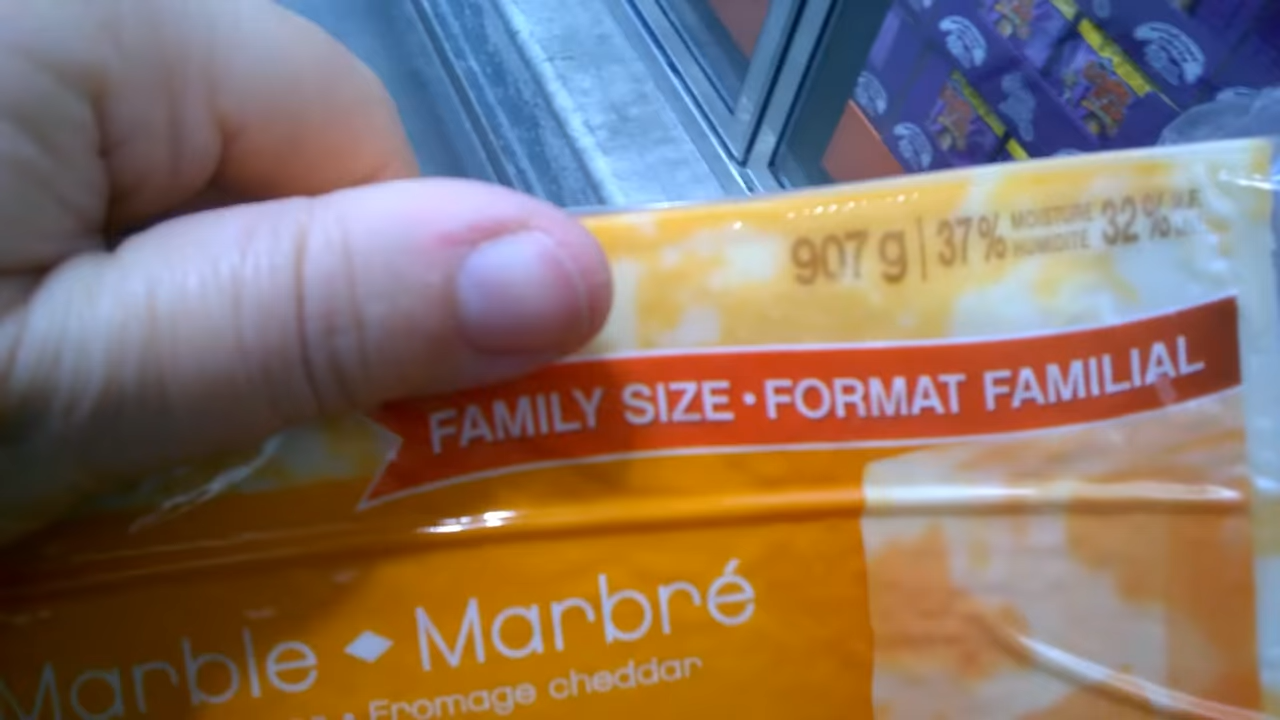 907 g | 37% MOISTURE HUMIDITÉ 32% M.F.
FAMILY SIZE • FORMAT FAMILIAL
Marble ◆ Marbré
Fromage cheddar